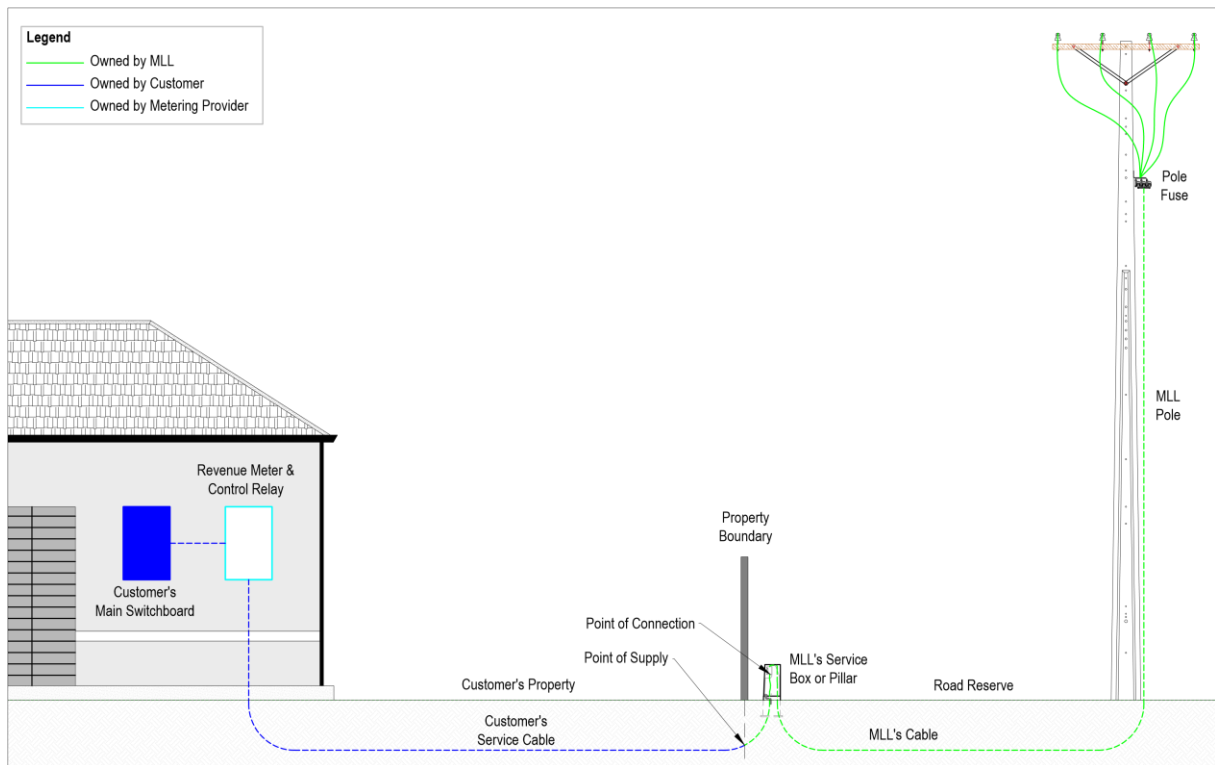 Legend
Owned by MLL
Owned by Customer
Owned by Metering Provider
Pole
Fuse
MLL
Pole
Revenue Meter &
Control Relay
Property
Boundary
Customer's
Main Switchboard
Point of Connection
Point of Supply
MLL's Service
Box or Pillar
Customer's Property
Road Reserve
Customer's
Service Cable
MLL's Cable